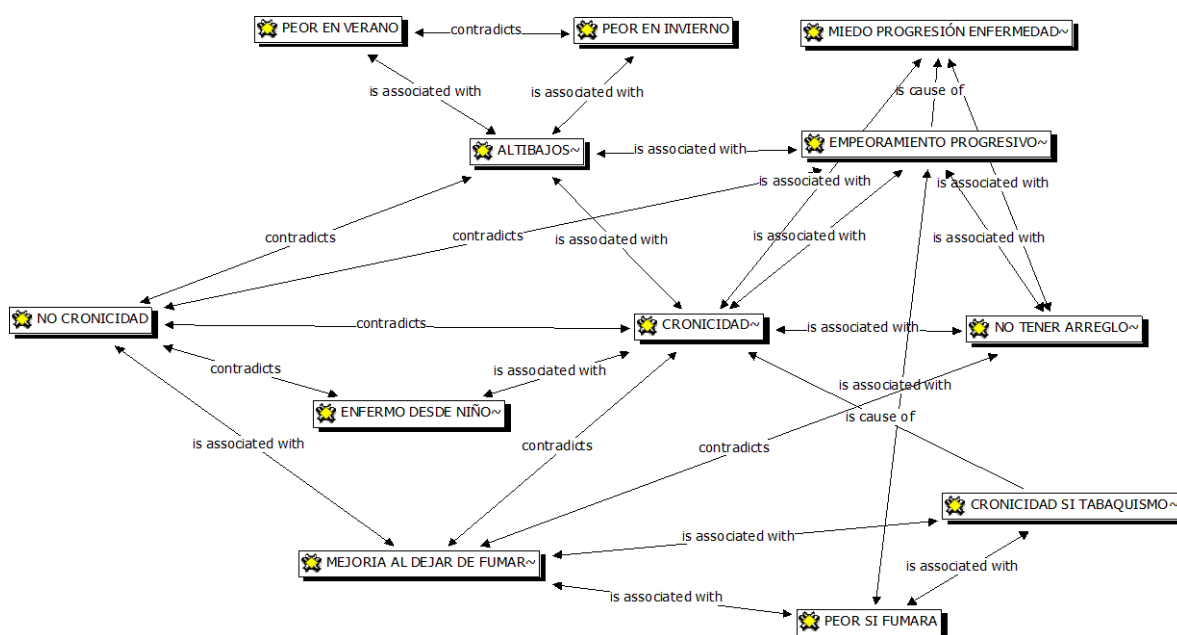 PEOR EN VERANO
contradicts
PEOR EN INVIERNO
MIEDO PROGRESIÓN ENFERMEDAD~
is associated with
is associated with
is cause of
ALTIBAJOS~
is associated with
EMPEORAMIENTO PROGRESIVO~
is associated with
is associated with
contradicts
contradicts
is associated with
is associated with
is associated with
NO CRONICIDAD
contradicts
CRONICIDAD~
is associated with
NO TENER ARREGLO~
contradicts
is associated with
is associated with
ENFERMO DESDE NIÑO~
is cause of
is associated with
contradicts
contradicts
CRONICIDAD SI TABAQUISMO~
is associated with
MEJORIA AL DEJAR DE FUMAR~
is associated with
is associated with
PEOR SI FUMARA